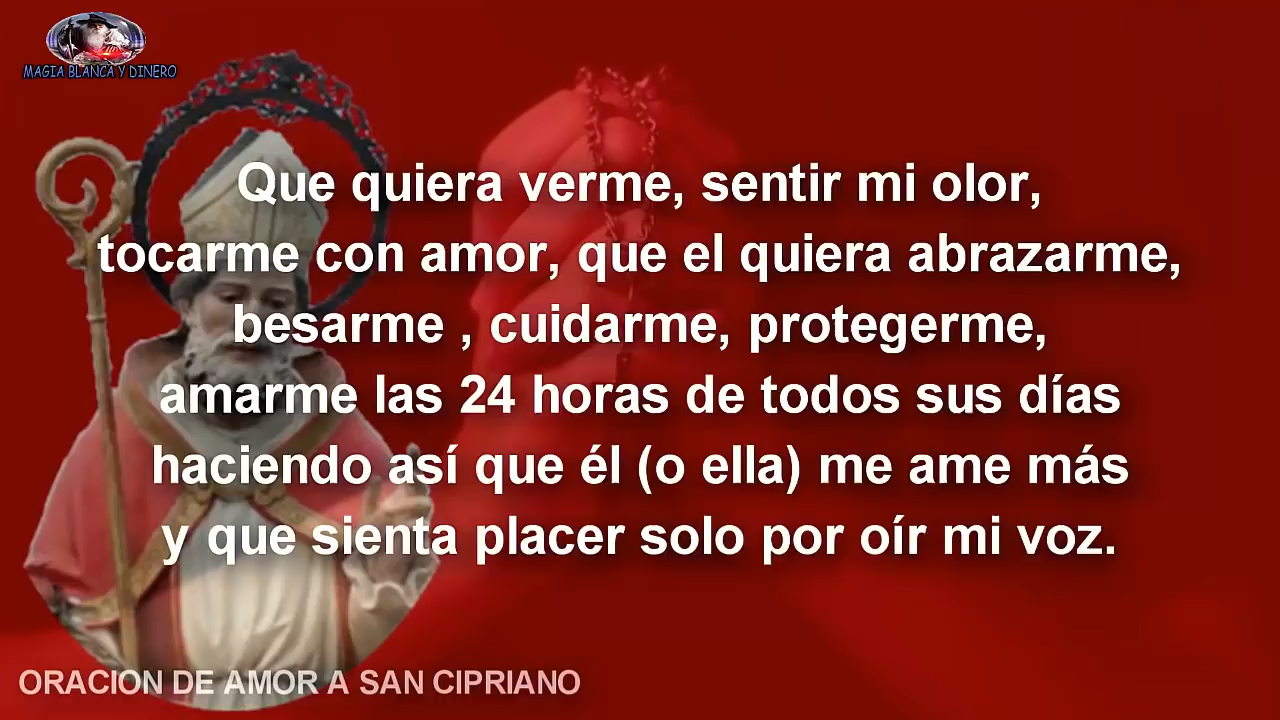 MAGIA BLANCA Y DINERO
Que quiera verme, sentir mi olor,
tocarme con amor, que el quiera abrazarme,
besarme , cuidarme, protegerme,
amarme las 24 horas de todos sus días
haciendo así que él (o ella) me ame más
y que sienta placer solo por oír mi voz.
ORACION DE AMOR A SAN CIPRIANO